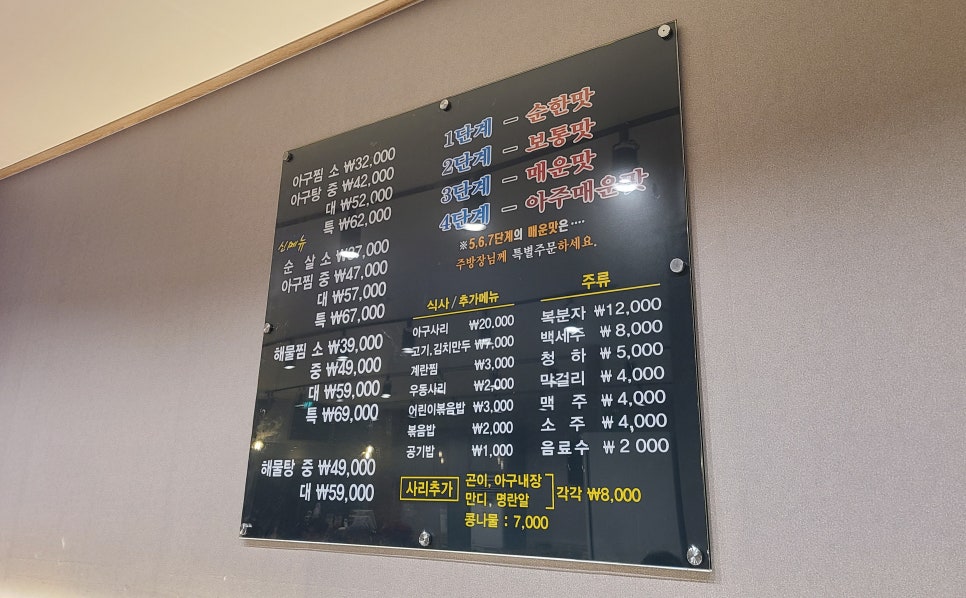 아구찜 소 ₩32,000
아구탕 중 ₩42,000
대 ₩52,000
특 ₩62,000
신메뉴
순 살 소 ₩37,000
아구찜 중 ₩47,000
대 ₩57,000
특 ₩67,000
해물찜 소 ₩39,000
중 ₩49,000
대 ₩59,000
특 ₩69,000
해물탕 중 ₩49,000
대 ₩59,000
1단계 - 순한맛
2단계 - 보통맛
3단계 - 매운맛
4단계 - 아주매운맛
※5,6,7단계의 매운맛은····
주방장님께 특별주문하세요.
식사 / 추가메뉴
아구사리 ₩20,000
고기,김치만두
계란찜 ₩3,000
우동사리 ₩2,000
어린이볶음밥 ₩3,000
볶음밥 ₩2,000
공기밥 ₩1,000
주류
복분자 ₩12,000
백세주 ₩8,000
청 하 ₩5,000
막걸리 ₩4,000
맥 주 ₩4,000
소 주 ₩4,000
음료수 ₩2 000
사리추가
곤이, 아구내장
만디, 명란알
각각 ₩8,000
콩나물 : 7,000